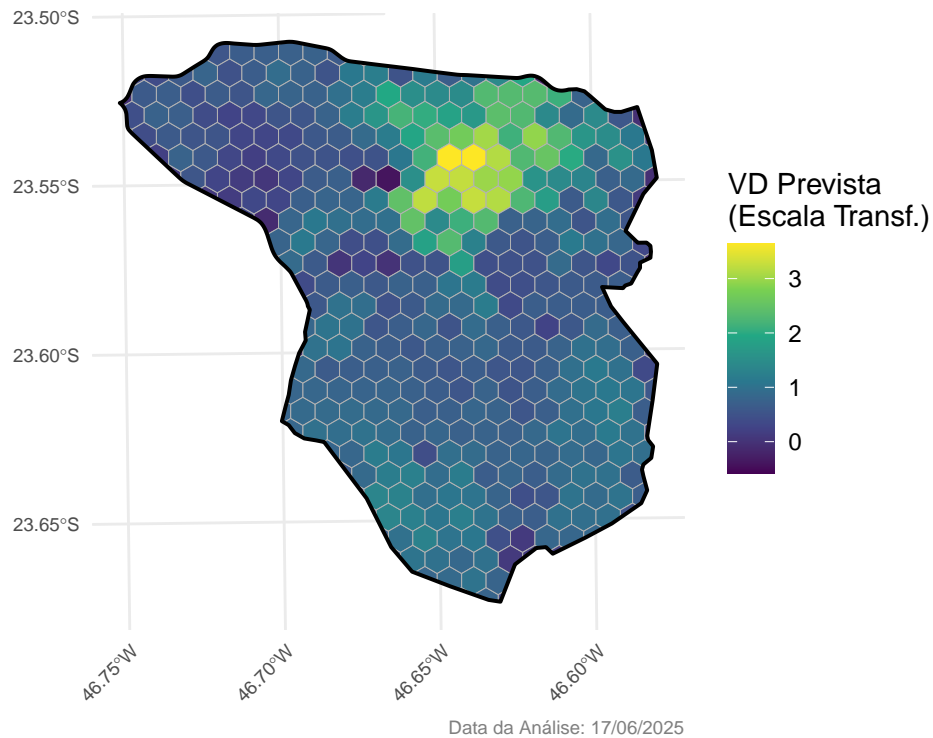 23.50°S
23.55°S
23.60°S
23.65°S
46.75°W
46.70°W
46.65°W
46.60°W
VD Prevista
(Escala Transf.)
3
2
1
0
Data da Análise: 17/06/2025